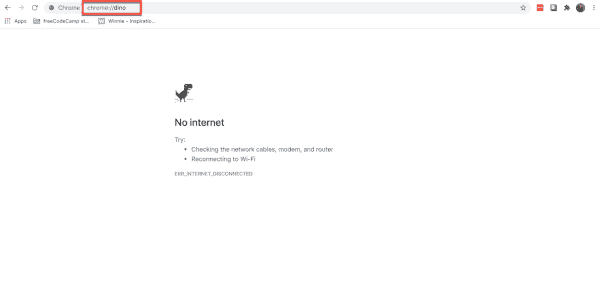 Chrome chrome://dino
Apps freeCodeCamp st... Winnie - Inspiratio...
No internet
Try:
• Checking the network cables, modem, and router
• Reconnecting to Wi-Fi
ERR_INTERNET_DISCONNECTED